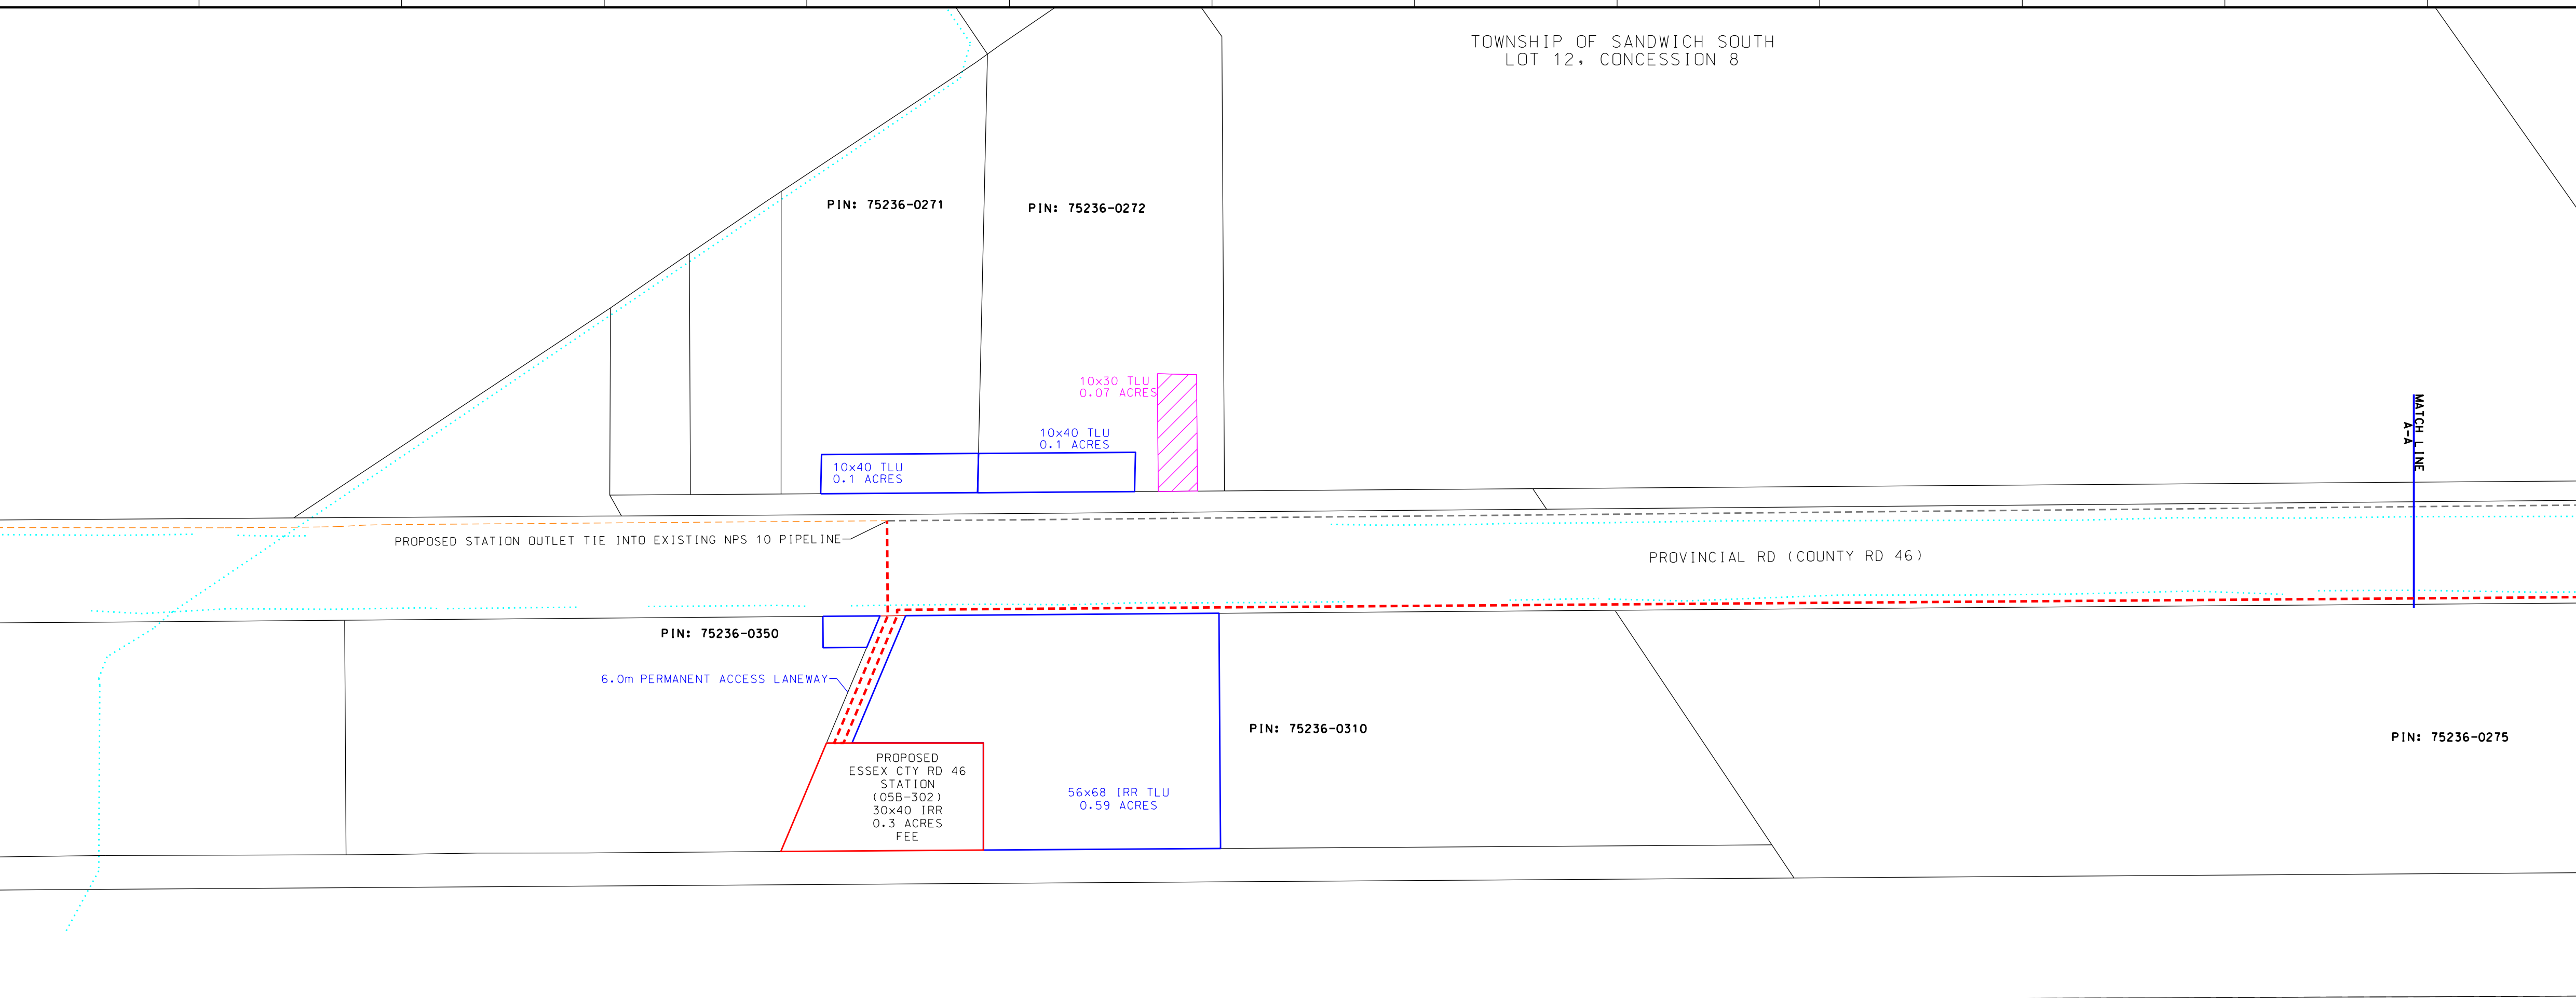 TOWNSHIP OF SANDWICH SOUTH
LOT 12, CONCESSION 8
PIN: 75236-0271
PIN: 75236-0272
10x30 TLU
0.07 ACRES
10x40 TLU
0.1 ACRES
10x40 TLU
0.1 ACRES
MATCH LINE
A-A
PROPOSED STATION OUTLET TIE INTO EXISTING NPS 10 PIPELINE
PROVINCIAL RD (COUNTY RD 46)
PIN: 75236-0350
6.0m PERMANENT ACCESS LANEWAY
PIN: 75236-0310
PIN: 75236-0275
PROPOSED
ESSEX CTY RD 46
STATION
(05B-302)
30x40 IRR
0.3 ACRES
FEE
56x68 IRR TLU
0.59 ACRES